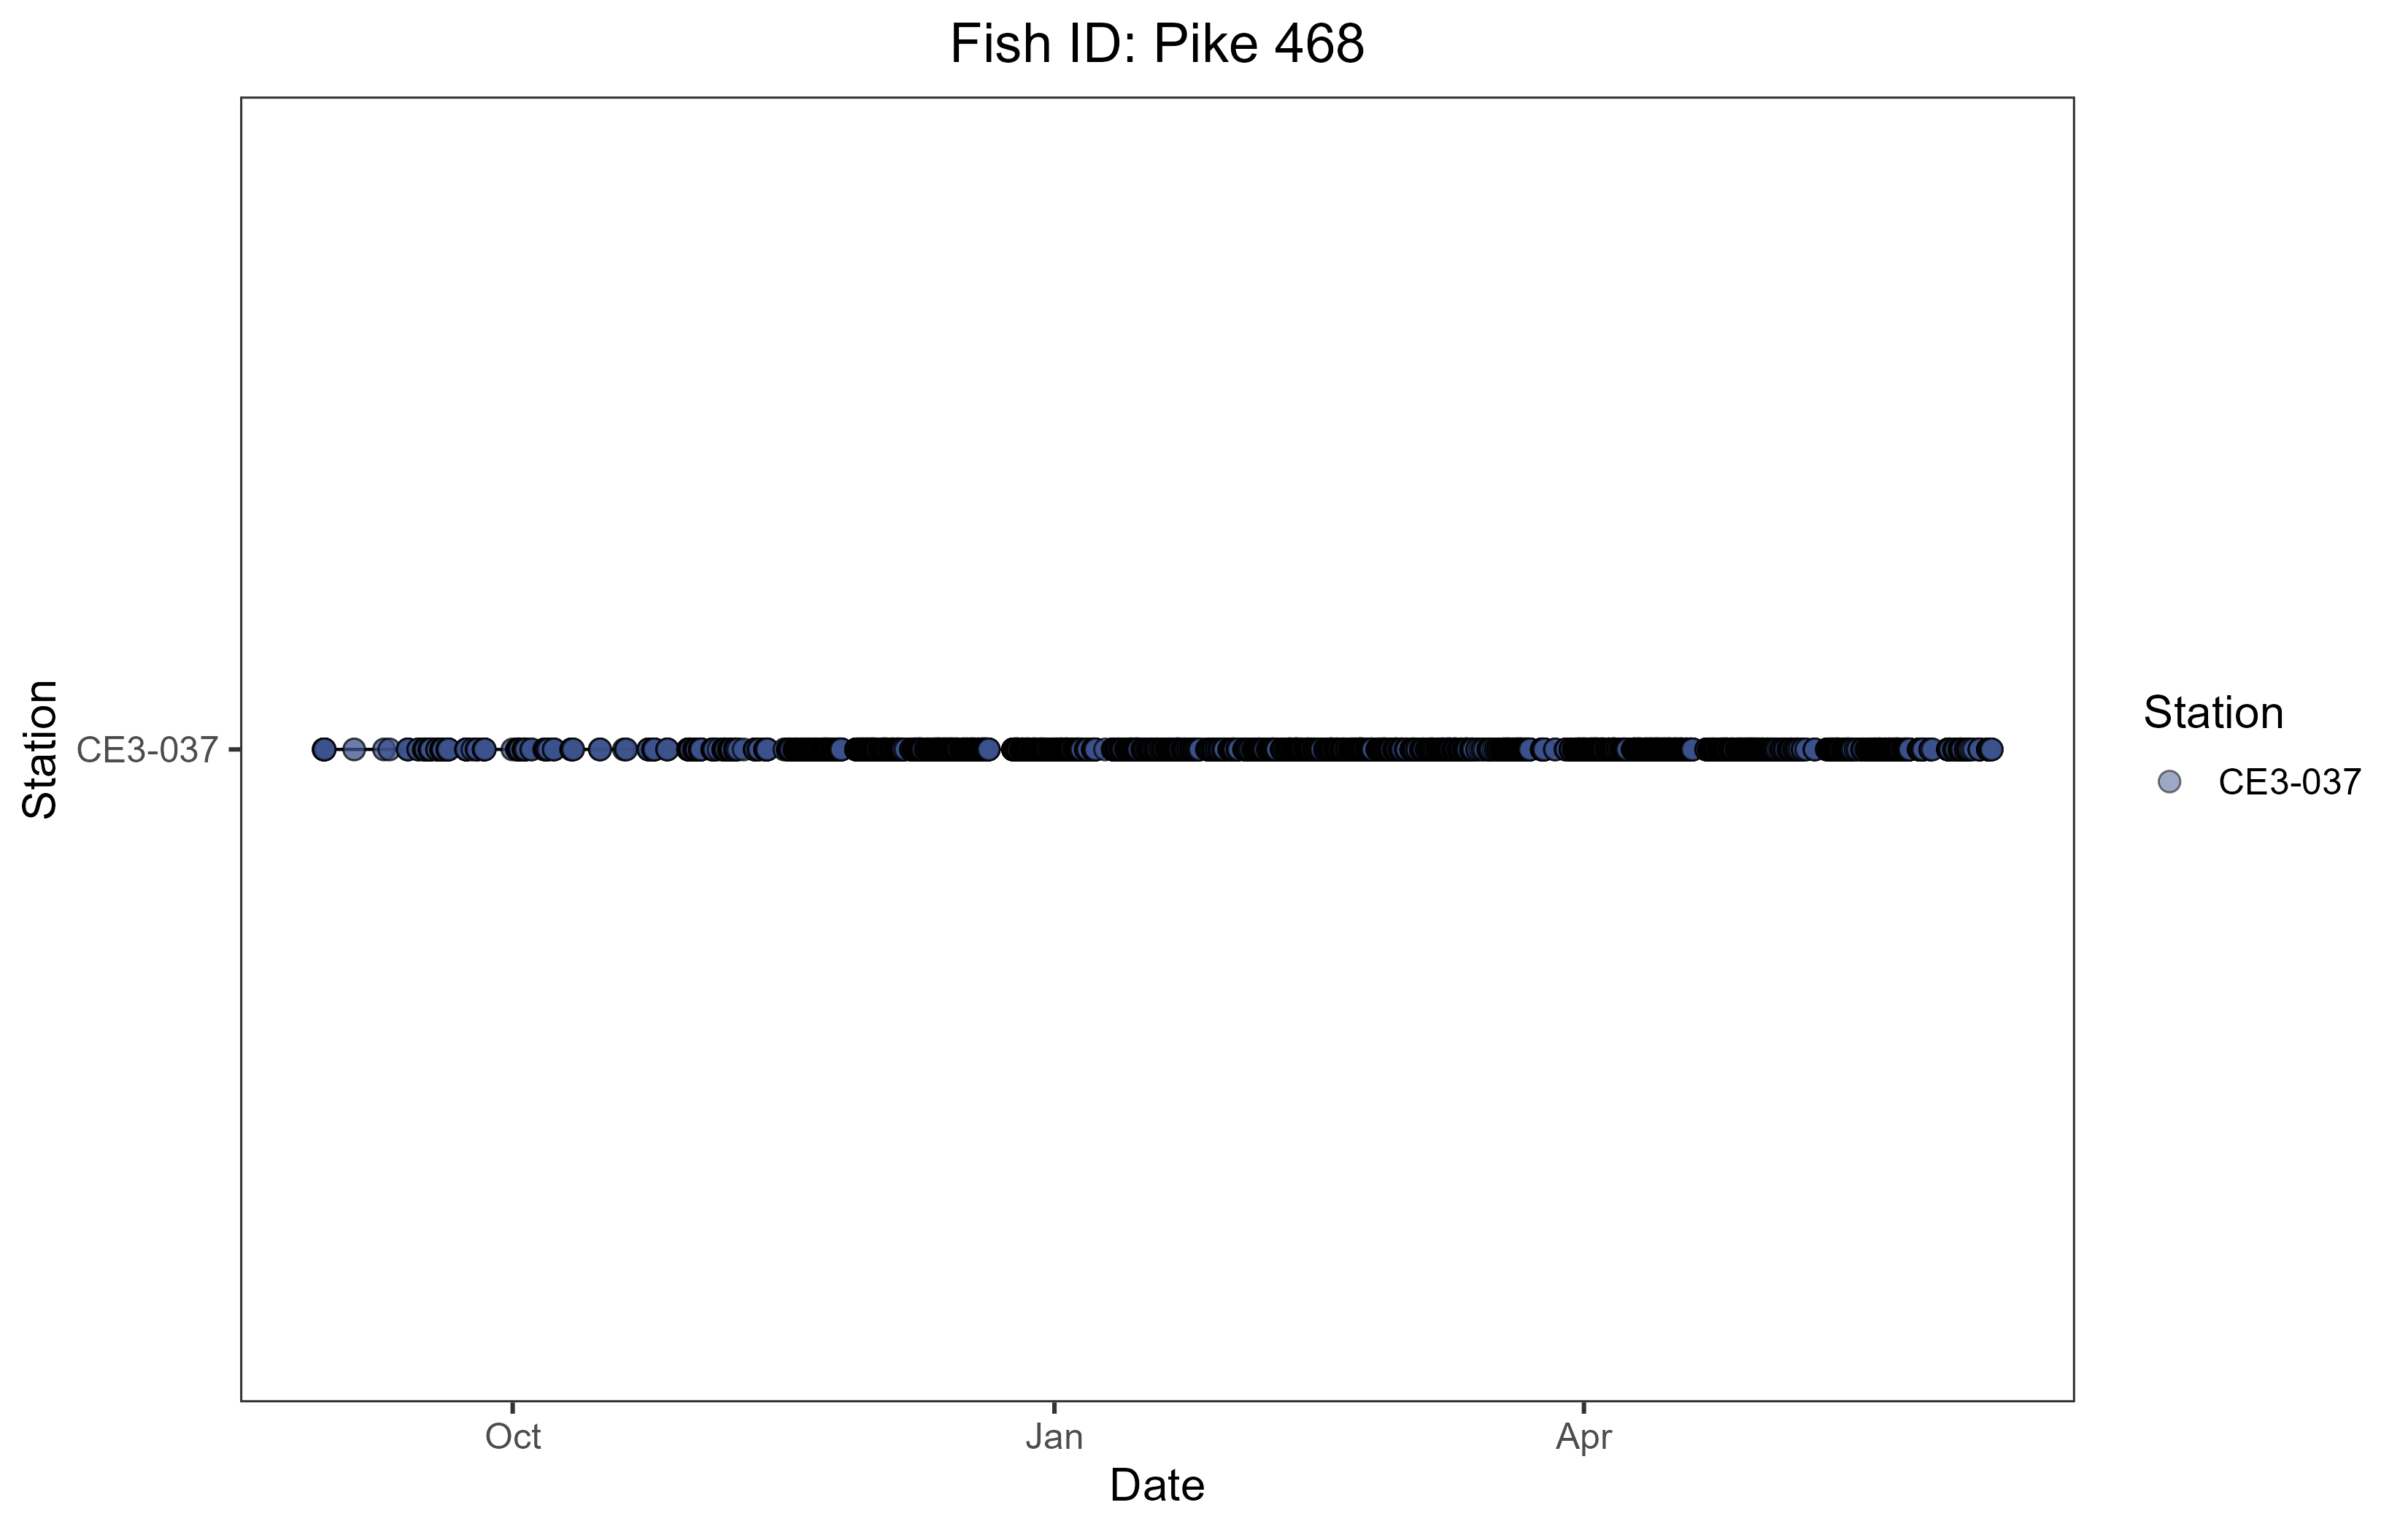 Fish ID: Pike 468
Station
CE3-037
Oct
Jan
Apr
Date
Station
CE3-037